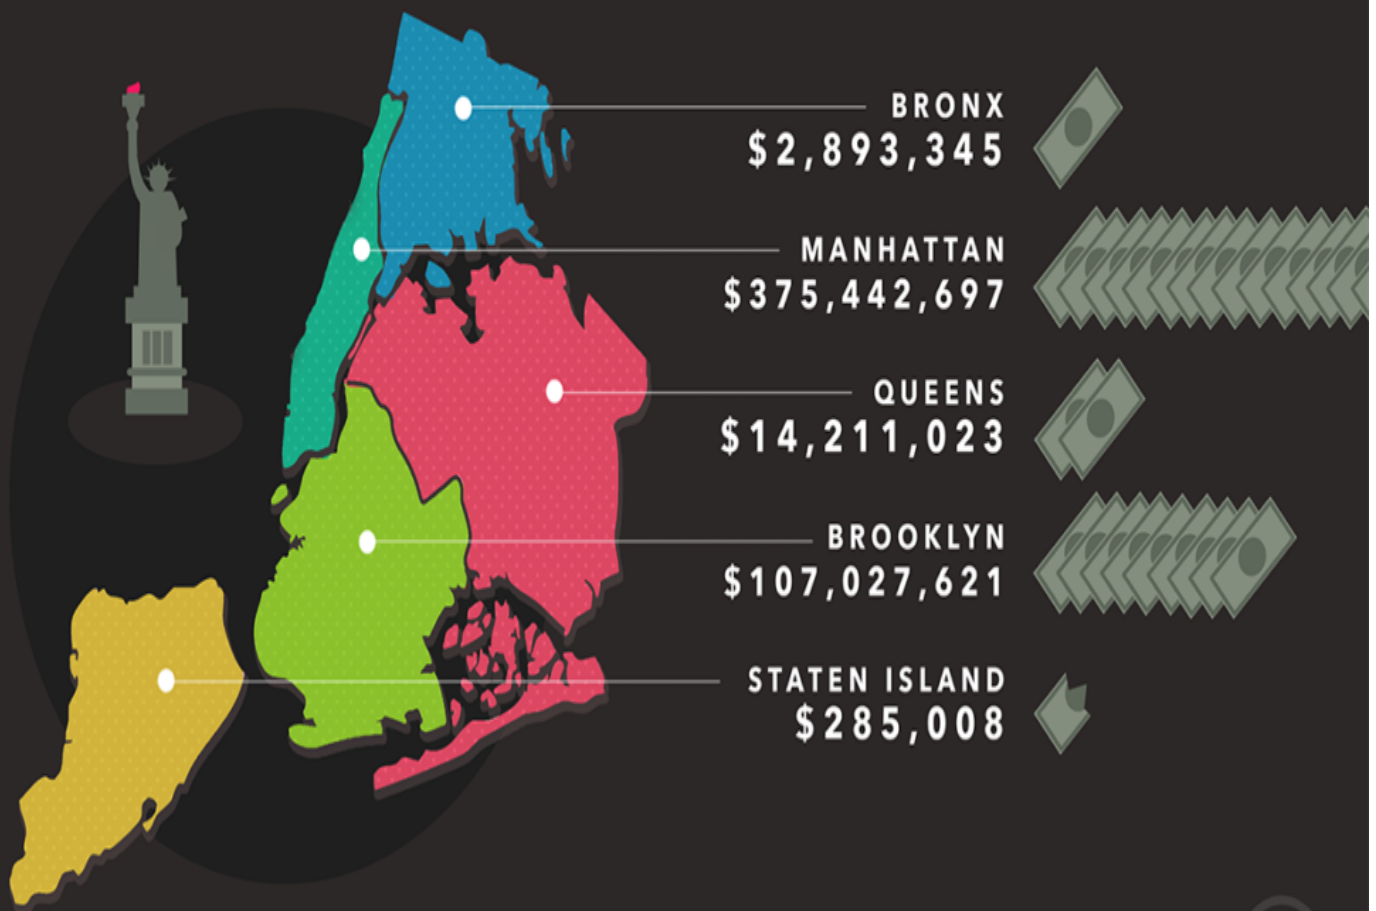 BRONX
$2,893,345
MANHATTAN
$375,442,697
QUEENS
$14,211,023
BROOKLYN
$107,027,621
STATEN ISLAND
$285,008